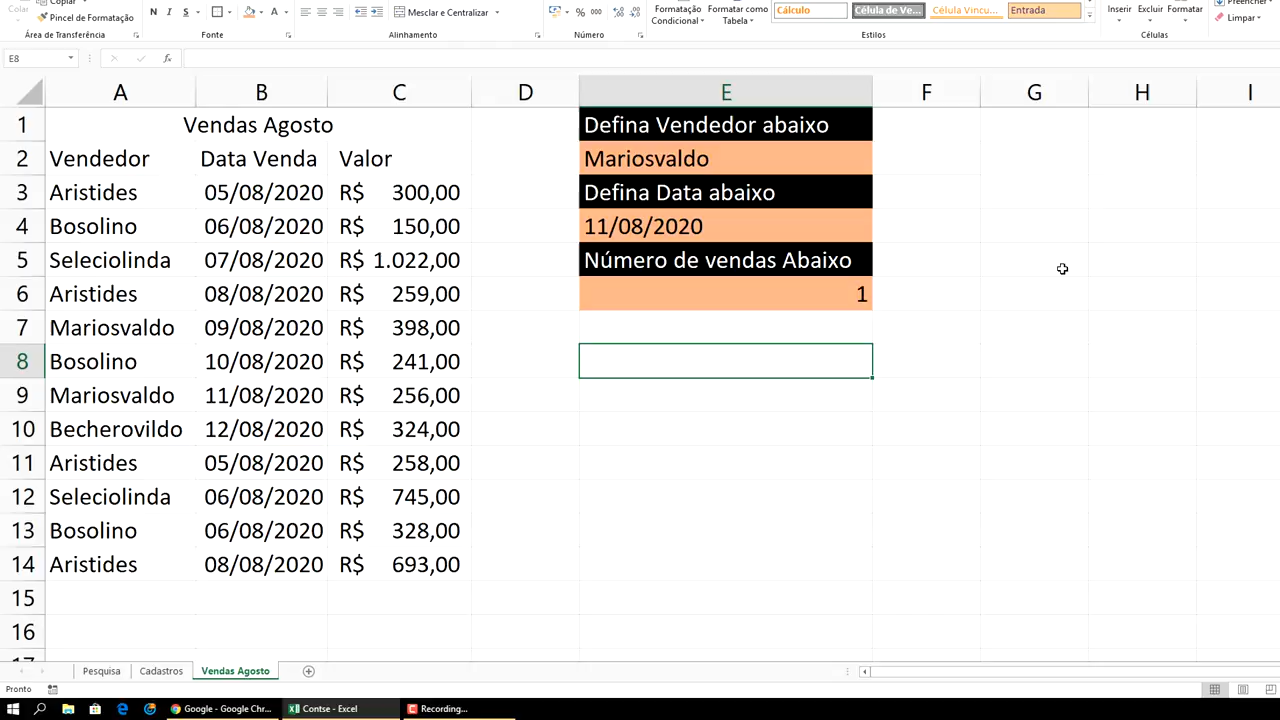 Colar
Copiar
Pincel de Formatação
Área de Transferência
N I S
A
Fonte
Mesclar e Centralizar
Alinhamento
% 000
Número
Formatação
Condicional
Formatar como
Tabela
Cálculo
Célula de Ve...
Célula Vincu...
Entrada
Estilos
Inserir
Excluir
Formatar
Células
Preencher
Limpar
E8
fx
A B C D E F G H I
1 Vendas Agosto Defina Vendedor abaixo
2 Vendedor Data Venda Valor Mariosvaldo
3 Aristides 05/08/2020 R$ 300,00 Defina Data abaixo
4 Bosolino 06/08/2020 R$ 150,00 11/08/2020
5 Seleciolinda 07/08/2020 R$ 1.022,00 Número de vendas Abaixo
6 Aristides 08/08/2020 R$ 259,00 1
7 Mariosvaldo 09/08/2020 R$ 398,00
8 Bosolino 10/08/2020 R$ 241,00
9 Mariosvaldo 11/08/2020 R$ 256,00
10 Becherovildo 12/08/2020 R$ 324,00
11 Aristides 05/08/2020 R$ 258,00
12 Seleciolinda 06/08/2020 R$ 745,00
13 Bosolino 06/08/2020 R$ 328,00
14 Aristides 08/08/2020 R$ 693,00
15
16
17
Pesquisa Cadastros Vendas Agosto
Pronto
Google - Google Chr... Contse - Excel Recording...